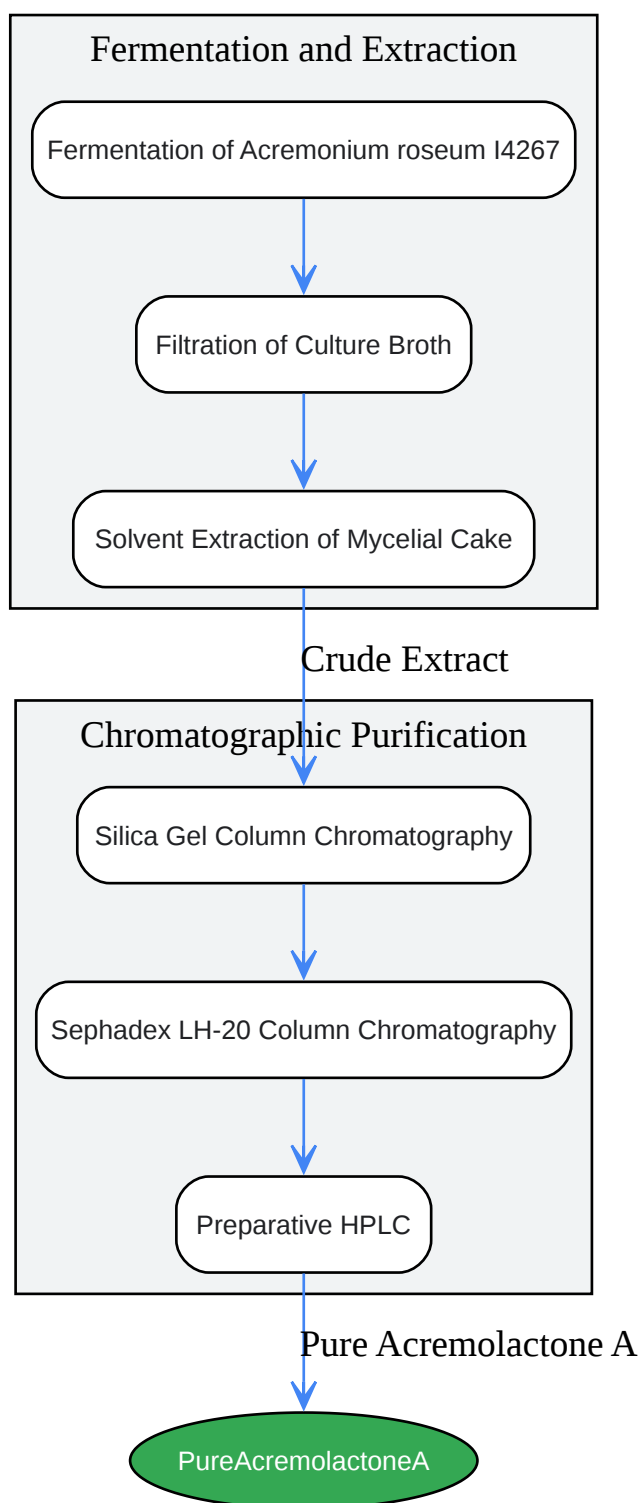 Fermentation and Extraction
Fermentation of Acremonium roseum I4267
Filtration of Culture Broth
Solvent Extraction of Mycelial Cake
Crude Extract
Chromatographic Purification
Silica Gel Column Chromatography
Sephadex LH-20 Column Chromatography
Preparative HPLC
Pure Acremolactone A
PureAcremolactoneA